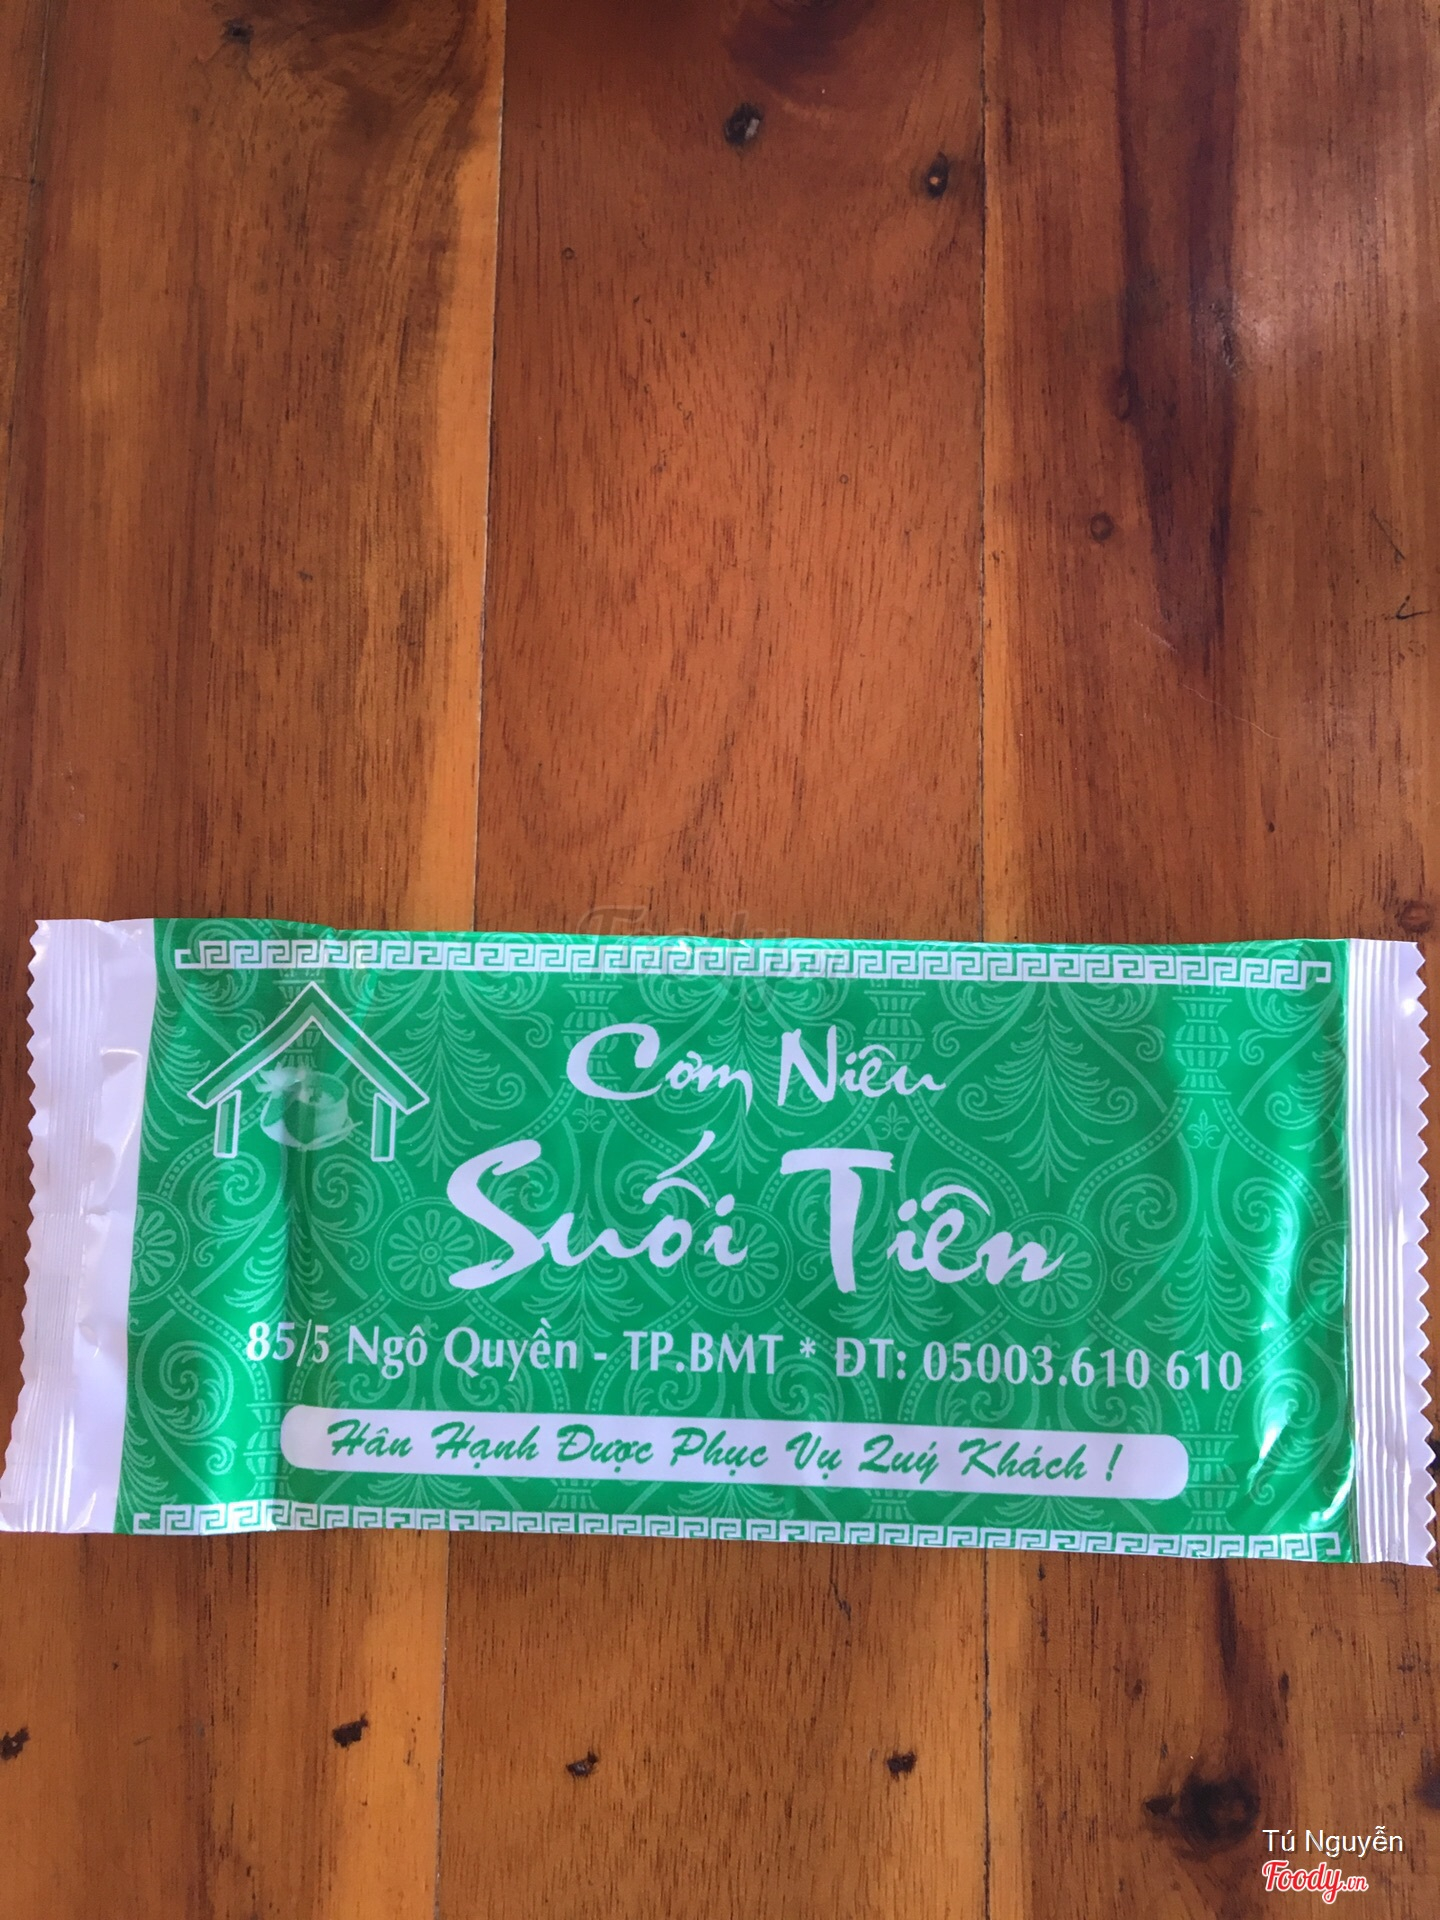 Foody
Cơm Niêu
Suối Tiên
85/5 Ngô Quyền - TP.BMT * ĐT: 05003.610 610
Hân Hạnh Được Phục Vụ Quý Khách !
Tú Nguyễn
Foody.vn